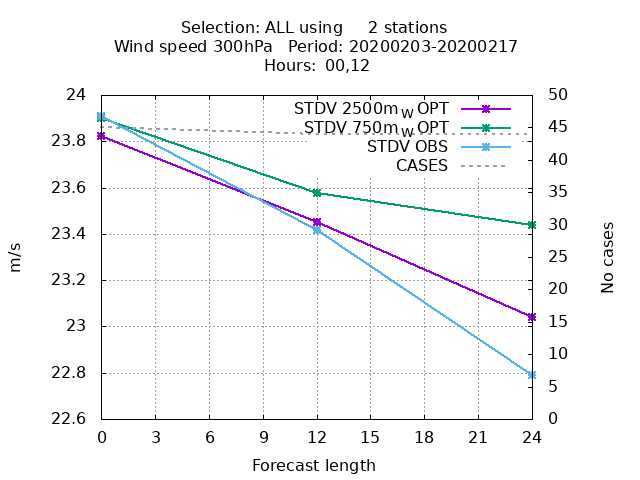 Selection: ALL using     2 stations
Wind speed 300hPa   Period: 20200203-20200217
Hours:  00,12
24 50
STDV 2500m_W OPT
STDV 750m_W OPT
STDV OBS
CASES
23.8
23.6
23.4
23.2
23
22.8
22.6
45
40
35
30
25
20
15
10
5
0
m/s
No cases
0 3 6 9 12 15 18 21 24
Forecast length